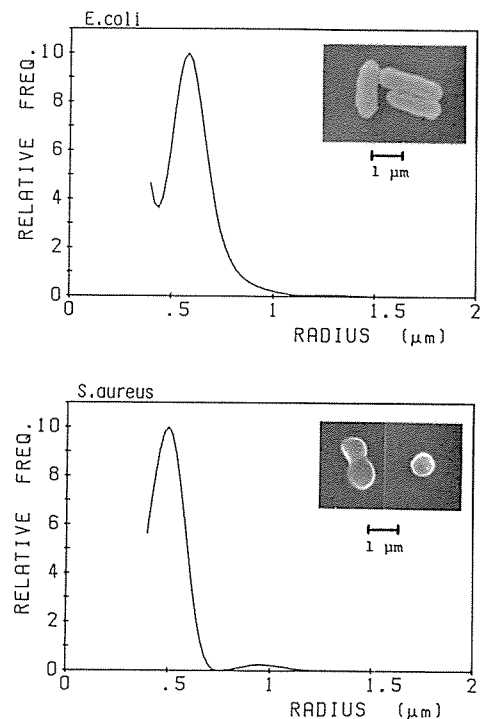 E.coli
RELATIVE FREQ.
10
8
6
4
2
0
0 .5 1 1.5 2
RADIUS (μm)
1 μm
S.aureus
RELATIVE FREQ.
10
8
6
4
2
0
0 .5 1 1.5 2
RADIUS (μm)
1 μm